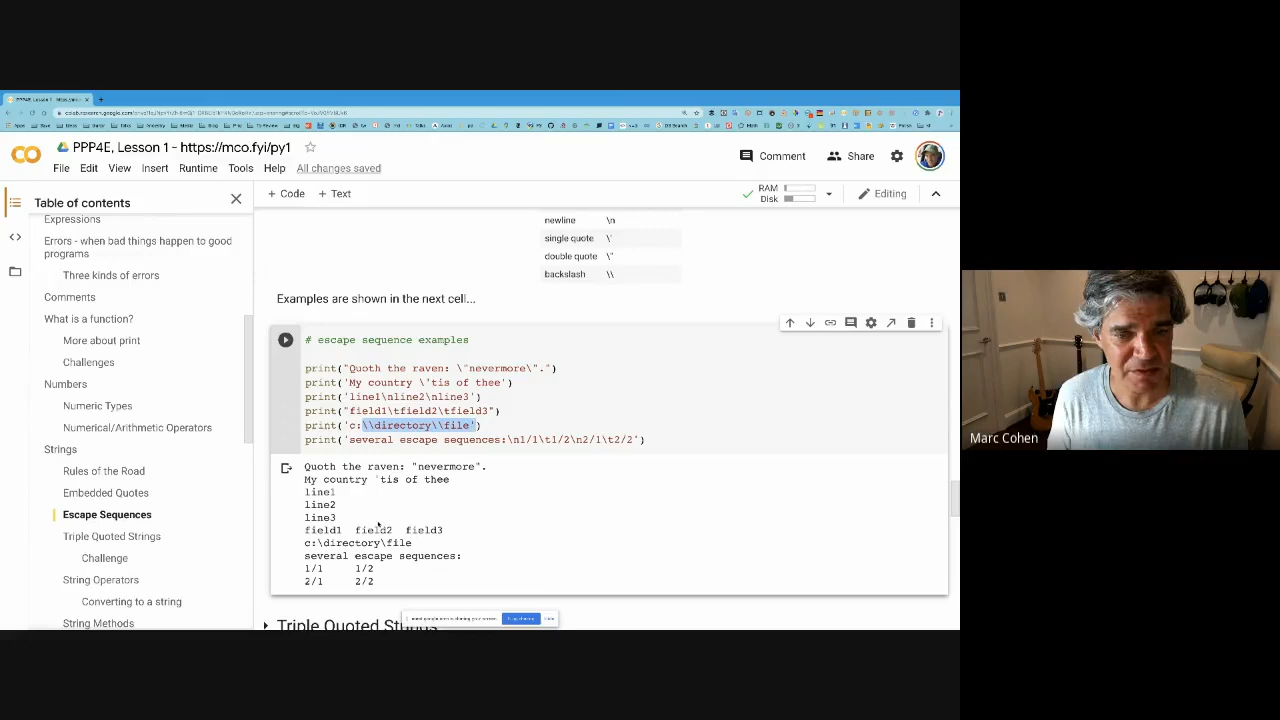 PPP4E, Lesson 1 - https://mco.fyi/py1
File Edit View Insert Runtime Tools Help All changes saved
Comment
Share
+ Code + Text
RAM
Disk
Editing
Table of contents
Expressions
Errors - when bad things happen to good
programs
Three kinds of errors
Comments
What is a function?
More about print
Challenges
Numbers
Numeric Types
Numerical/Arithmetic Operators
Strings
Rules of the Road
Embedded Quotes
Escape Sequences
Triple Quoted Strings
Challenge
String Operators
Converting to a string
String Methods
newline \n
single quote \'
double quote \"
backslash \\
Examples are shown in the next cell...
# escape sequence examples
print("Quoth the raven: \"nevermore\".")
print('My country \'tis of thee')
print('line1\nline2\nline3')
print("field1\tfield2\tfield3")
print('c:\\directory\\file')
print('several escape sequences:\n1/1\t1/2\n2/1\t2/2')
Quoth the raven: "nevermore".
My country 'tis of thee
line1
line2
line3
field1 field2 field3
c:\directory\file
several escape sequences:
1/1 1/2
2/1 2/2
Triple Quoted Strings
Marc Cohen